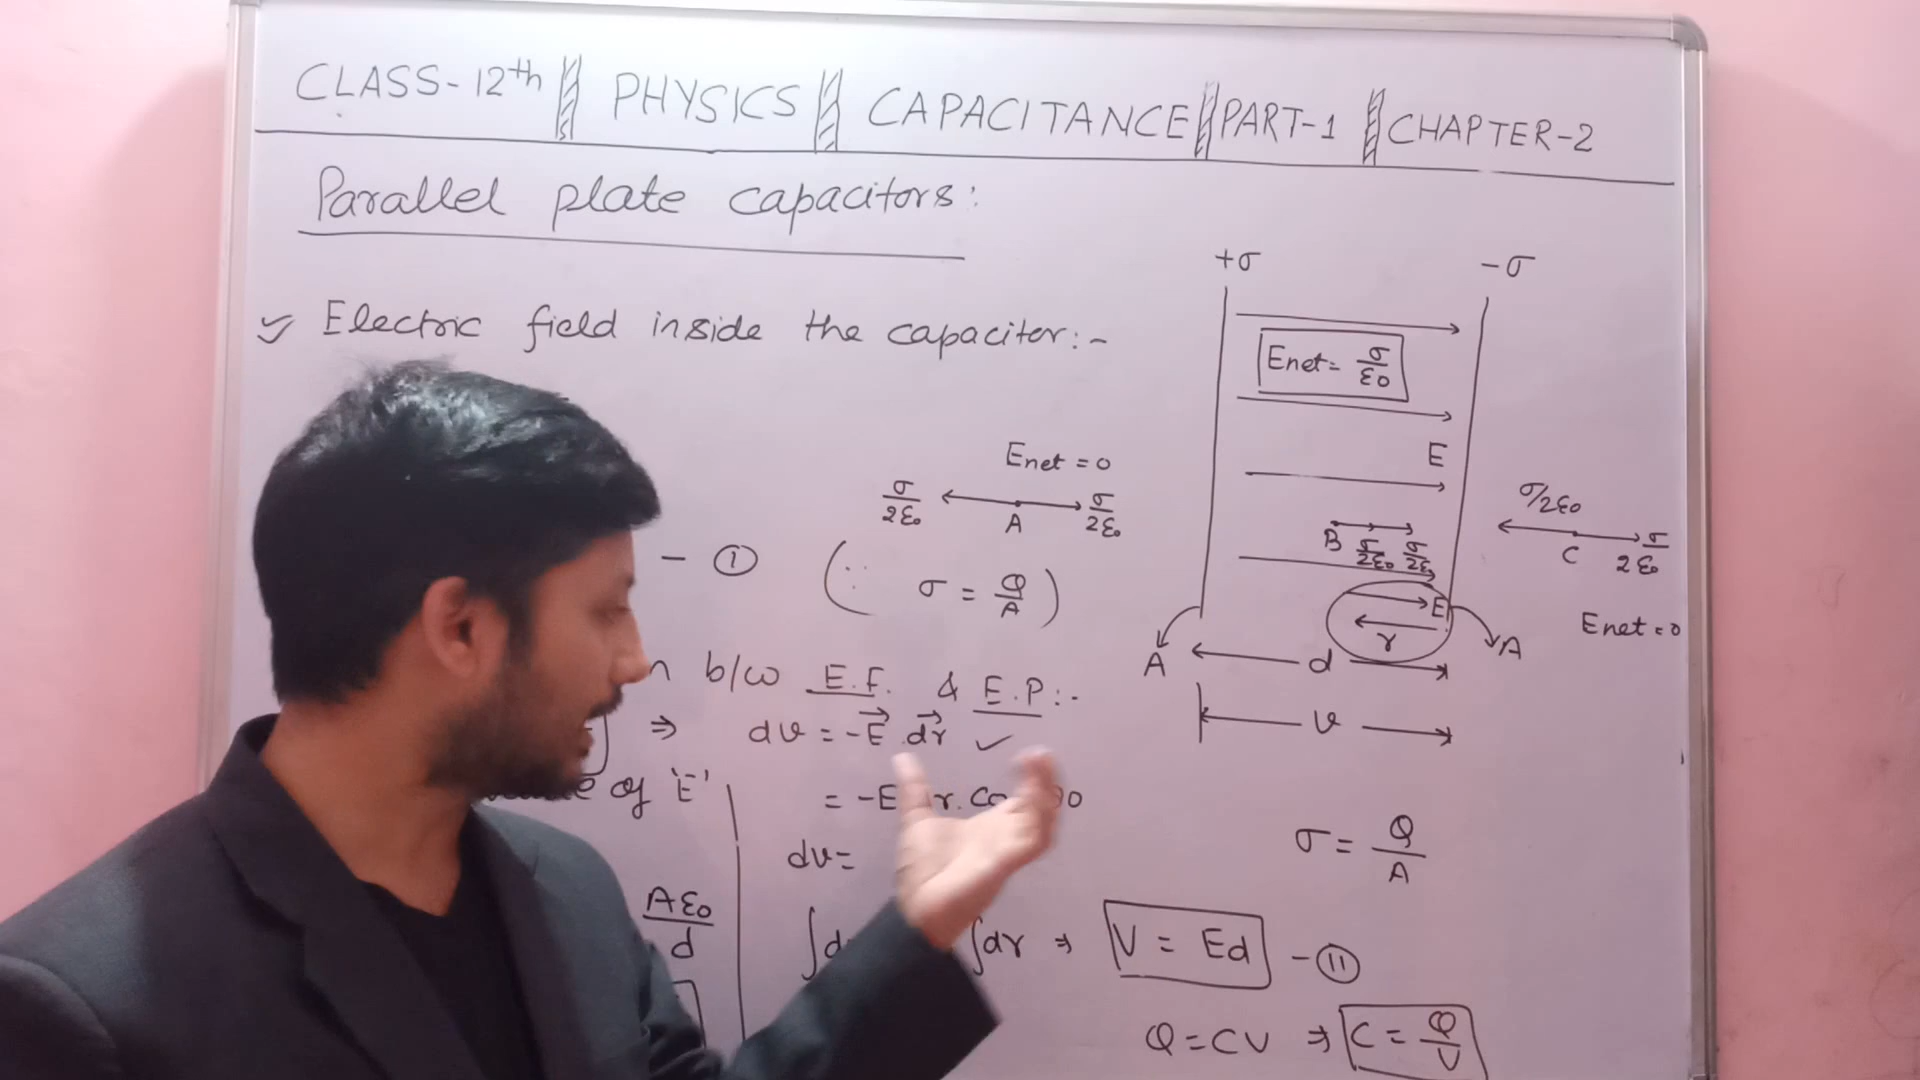 CLASS-12th || PHYSICS || CAPACITANCE || PART-1 || CHAPTER-2
Parallel plate capacitors:
✓ Electric field inside the capacitor:-
+σ -σ
Enet = σ/ε0
E
Enet = 0
σ/2ε0 A σ/2ε0
B σ/2ε0 σ/2ε0
σ/2ε0 C σ/2ε0
Enet = 0
- ① (∵ σ = Q/A)
E
r
A d A
V
b/w E.F. & E.P:-
⇒ dv = -E⃗.dr⃗ ✓
of 'E'
= -E
dv =
Aε0/d
∫dr ⇒ V = Ed - ⑪
σ = Q/A
Q = CV ⇒ C = Q/V